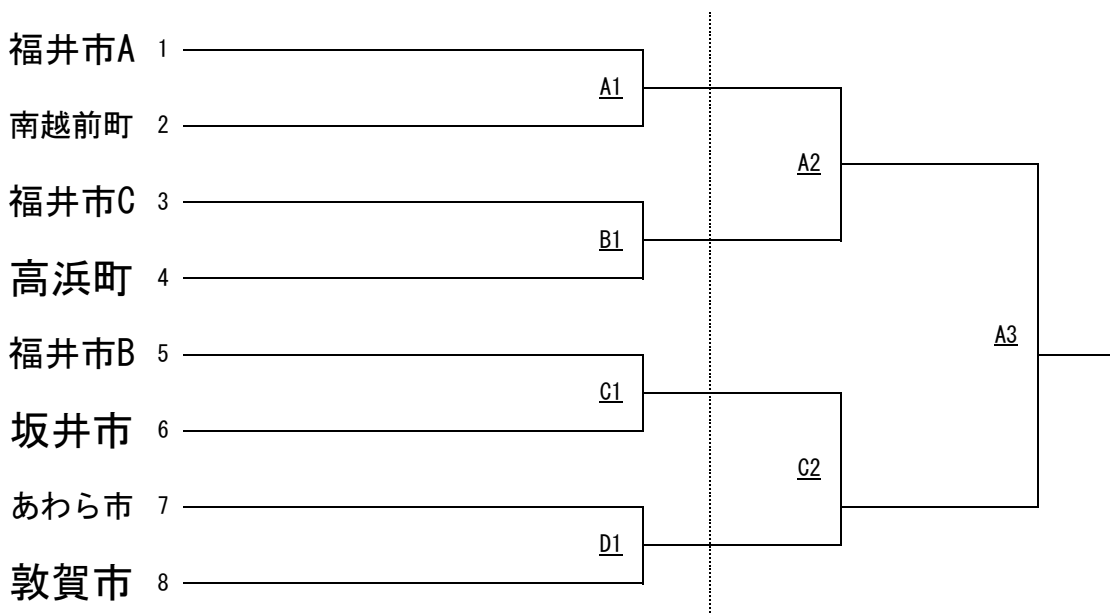 福井市A 1
A1
南越前町 2
A2
福井市C 3
B1
高浜町 4
A3
福井市B 5
C1
坂井市 6
C2
あわら市 7
D1
敦賀市 8